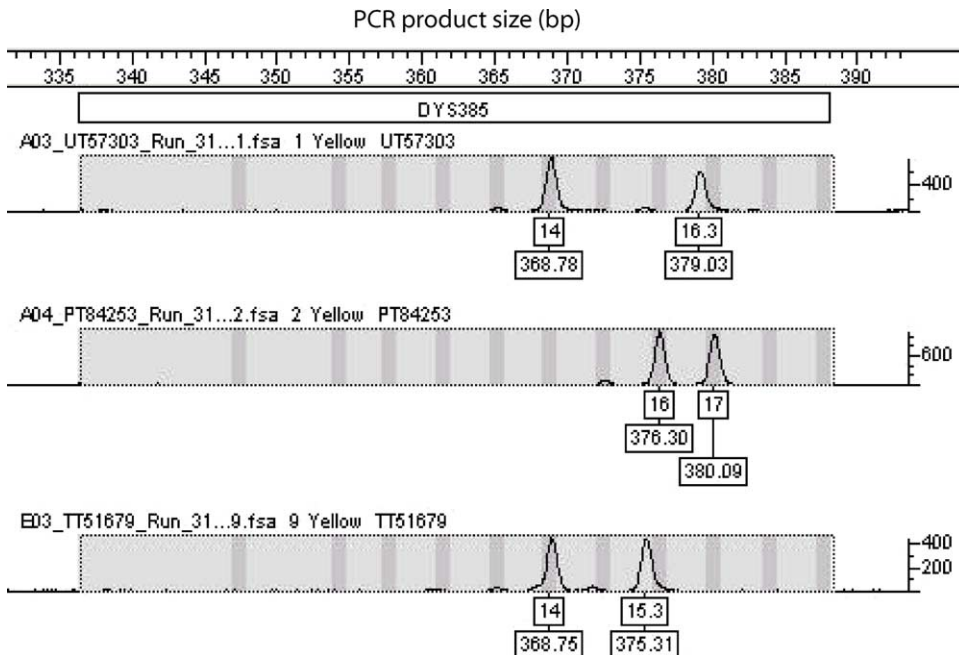 PCR product size (bp)
335 340 345 350 355 360 365 370 375 380 385 390
DYS385
A03_UT57303_Run_31...1.fsa 1 Yellow UT57303
400
14 16.3
368.78 379.03
A04_PT84253_Run_31...2.fsa 2 Yellow PT84253
600
16 17
376.30
380.09
E03_TT51679_Run_31...9.fsa 9 Yellow TT51679
400
200
14 15.3
368.75 375.31